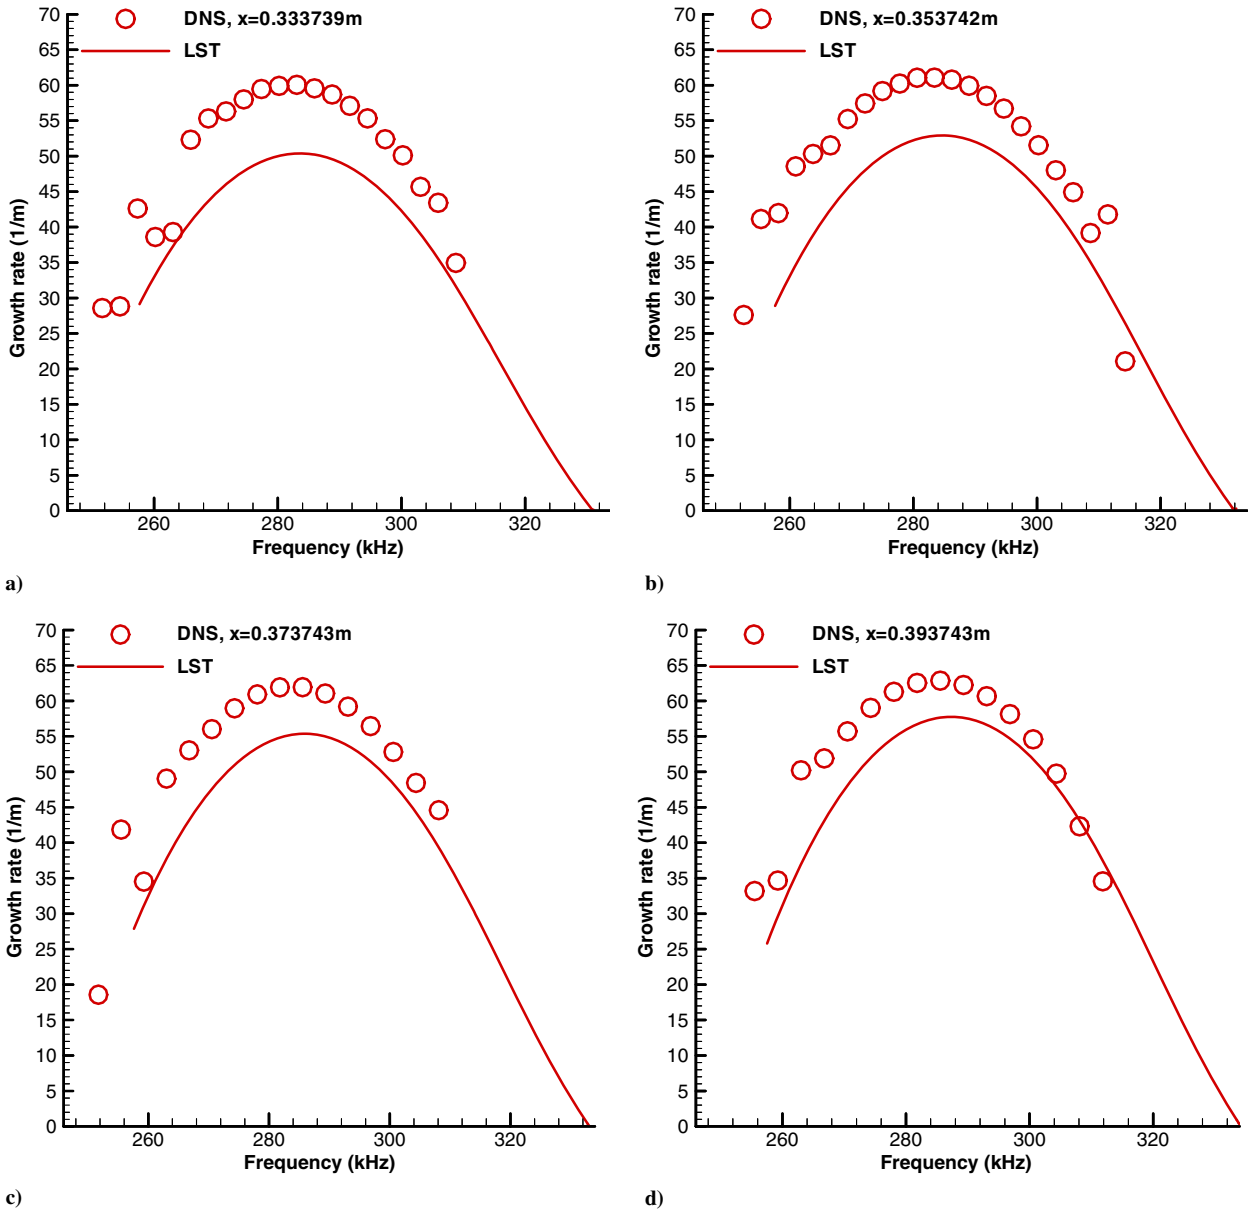 DNS, x=0.333739m
LST
70
65
60
55
50
45
40
35
30
25
20
15
10
5
0
Growth rate (1/m)
260 280 300 320
Frequency (kHz)
a)
DNS, x=0.353742m
LST
70
65
60
55
50
45
40
35
30
25
20
15
10
5
0
Growth rate (1/m)
260 280 300 320
Frequency (kHz)
b)
DNS, x=0.373743m
LST
70
65
60
55
50
45
40
35
30
25
20
15
10
5
0
Growth rate (1/m)
260 280 300 320
Frequency (kHz)
c)
DNS, x=0.393743m
LST
70
65
60
55
50
45
40
35
30
25
20
15
10
5
0
Growth rate (1/m)
260 280 300 320
Frequency (kHz)
d)